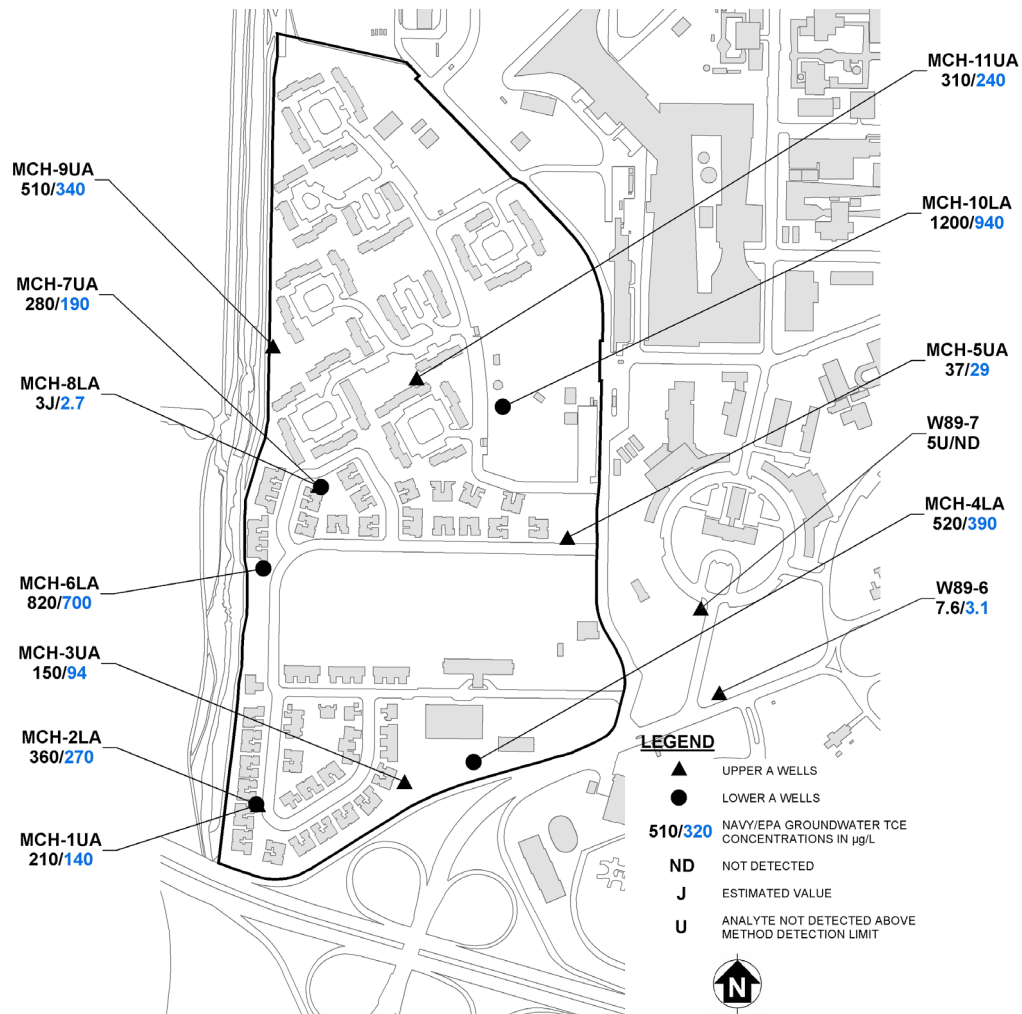 MCH-11UA
310/240
MCH-9UA
510/340
MCH-10LA
1200/940
MCH-7UA
280/190
MCH-5UA
37/29
MCH-8LA
3J/2.7
W89-7
5U/ND
MCH-4LA
520/390
MCH-6LA
820/700
W89-6
7.6/3.1
MCH-3UA
150/94
MCH-2LA
360/270
MCH-1UA
210/140
LEGEND
UPPER A WELLS
LOWER A WELLS
510/320 NAVY/EPA GROUNDWATER TCE
CONCENTRATIONS IN µg/L
ND NOT DETECTED
J ESTIMATED VALUE
U ANALYTE NOT DETECTED ABOVE
METHOD DETECTION LIMIT
N